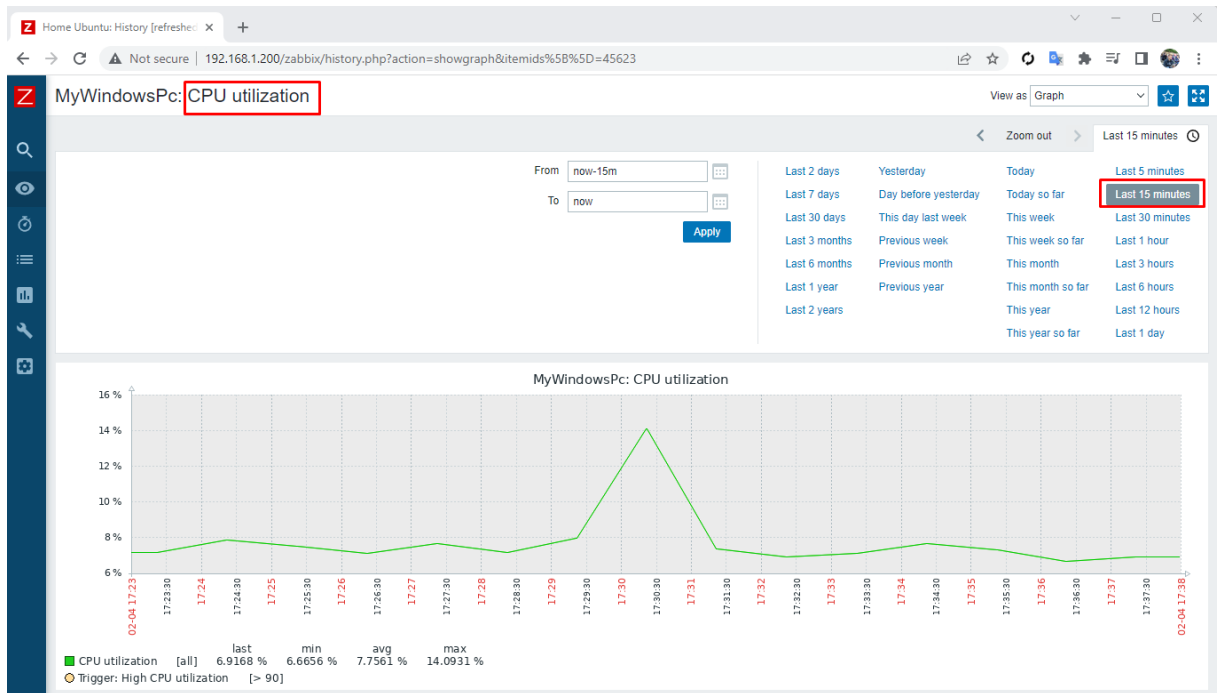 Z Home Ubuntu: History [refreshed
Not secure | 192.168.1.200/zabbix/history.php?action=showgraph&itemids%5B%5D=45623
Z MyWindowsPc: CPU utilization View as Graph
Zoom out Last 15 minutes
From now-15m
To now
Apply
Last 2 days Yesterday Today Last 5 minutes
Last 7 days Day before yesterday Today so far Last 15 minutes
Last 30 days This day last week This week Last 30 minutes
Last 3 months Previous week This week so far Last 1 hour
Last 6 months Previous month This month Last 3 hours
Last 1 year Previous year This month so far Last 6 hours
Last 2 years This year Last 12 hours
This year so far Last 1 day
MyWindowsPc: CPU utilization
16 %
14 %
12 %
10 %
8 %
6 %
02-04 17:23 17:23:30 17:24 17:24:30 17:25 17:25:30 17:26 17:26:30 17:27 17:27:30 17:28 17:28:30 17:29 17:29:30 17:30 17:30:30 17:31 17:31:30 17:32 17:32:30 17:33 17:33:30 17:34 17:34:30 17:35 17:35:30 17:36 17:36:30 17:37 17:37:30 02-04 17:38
last min avg max
CPU utilization [all] 6.9168 % 6.6656 % 7.7561 % 14.0931 %
Trigger: High CPU utilization [> 90]